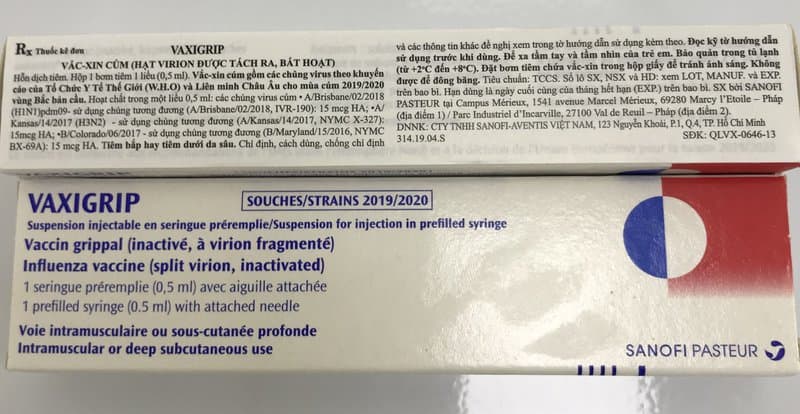 Rx Thuốc kê đơn VAXIGRIP
VẮC-XIN CÚM (HẠT VIRION ĐƯỢC TÁCH RA, BẤT HOẠT)
Hỗn dịch tiêm. Hộp 1 bơm tiêm 1 liều (0,5 ml). Vắc-xin cúm gồm các chủng virus theo khuyến
cáo của Tổ Chức Y Tế Thế Giới (W.H.O) và Liên minh Châu Âu cho mùa cúm 2019/2020
vùng Bắc bán cầu. Hoạt chất trong một liều 0,5 ml: các chủng virus cúm • A/Brisbane/02/2018
(H1N1)pdm09- sử dụng chủng tương đương (A/Brisbane/02/2018, IVR-190): 15 mcg HA; •A/
Kansas/14/2017 (H3N2) - sử dụng chủng tương đương (A/Kansas/14/2017, NYMC X-327):
15mcg HA; •B/Colorado/06/2017 - sử dụng chủng tương đương (B/Maryland/15/2016, NYMC
BX-69A): 15 mcg HA. Tiêm bắp hay tiêm dưới da sâu. Chỉ định, cách dùng, chống chỉ định
và các thông tin khác đề nghị xem trong tờ hướng dẫn sử dụng kèm theo. Đọc kỹ tờ hướng dẫn
sử dụng trước khi dùng. Để xa tầm tay và tầm nhìn của trẻ em. Bảo quản trong tủ lạnh
(từ +2°C đến +8°C). Đặt bơm tiêm chứa vắc-xin trong hộp giấy để tránh ánh sáng. Không
được để đông băng. Tiêu chuẩn: TCCS. Số lô SX, NSX và HD: xem LOT, MANUF. và EXP.
trên bao bì. Hạn dùng là ngày cuối cùng của tháng hết hạn (EXP.) trên bao bì. SX bởi SANOFI
PASTEUR tại Campus Mérieux, 1541 avenue Marcel Mérieux, 69280 Marcy l'Etoile – Pháp
(địa điểm 1) / Parc Industriel d'Incarville, 27100 Val de Reuil – Pháp (địa điểm 2).
DNNK: CTY TNHH SANOFI-AVENTIS VIỆT NAM, 123 Nguyễn Khoái, P.1, Q.4, TP. Hồ Chí Minh
314.19.04.S SĐK: QLVX-0646-13
VAXIGRIP
VAXIGRIP SOUCHES/STRAINS 2019/2020
Suspension injectable en seringue préremplie/Suspension for injection in prefilled syringe
Vaccin grippal (inactivé, à virion fragmenté)
Influenza vaccine (split virion, inactivated)
1 seringue préremplie (0,5 ml) avec aiguille attachée
1 prefilled syringe (0.5 ml) with attached needle
Voie intramusculaire ou sous-cutanée profonde
Intramuscular or deep subcutaneous use
SANOFI PASTEUR